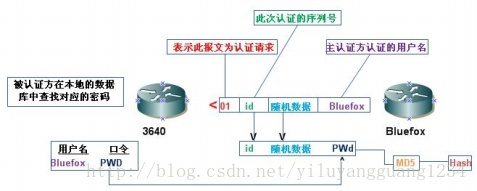 此次认证的序列号
表示此报文为认证请求
主认证方认证的用户名
被认证方在本地的数据
库中查找对应的密码
< 01 id 随机数据 Bluefox
3640
Bluefox
用户名 口令
Bluefox PWD
id 随机数据 PWd
MD5
Hash
http://blog.csdn.net/yiluyangguang1234